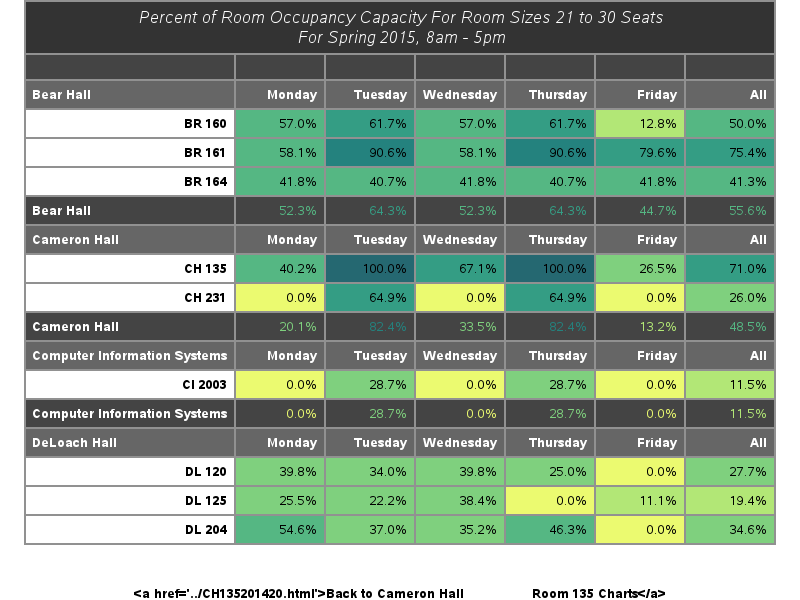 Percent of Room Occupancy Capacity For Room Sizes 21 to 30 Seats
For Spring 2015, 8am - 5pm
Bear Hall Monday Tuesday Wednesday Thursday Friday All
BR 160 57.0% 61.7% 57.0% 61.7% 12.8% 50.0%
BR 161 58.1% 90.6% 58.1% 90.6% 79.6% 75.4%
BR 164 41.8% 40.7% 41.8% 40.7% 41.8% 41.3%
Bear Hall 52.3% 64.3% 52.3% 64.3% 44.7% 55.6%
Cameron Hall Monday Tuesday Wednesday Thursday Friday All
CH 135 40.2% 100.0% 67.1% 100.0% 26.5% 71.0%
CH 231 0.0% 64.9% 0.0% 64.9% 0.0% 26.0%
Cameron Hall 20.1% 82.4% 33.5% 82.4% 13.2% 48.5%
Computer Information Systems Monday Tuesday Wednesday Thursday Friday All
CI 2003 0.0% 28.7% 0.0% 28.7% 0.0% 11.5%
Computer Information Systems 0.0% 28.7% 0.0% 28.7% 0.0% 11.5%
DeLoach Hall Monday Tuesday Wednesday Thursday Friday All
DL 120 39.8% 34.0% 39.8% 25.0% 0.0% 27.7%
DL 125 25.5% 22.2% 38.4% 0.0% 11.1% 19.4%
DL 204 54.6% 37.0% 35.2% 46.3% 0.0% 34.6%
<a href='../CH135201420.html'>Back to Cameron Hall Room 135 Charts</a>